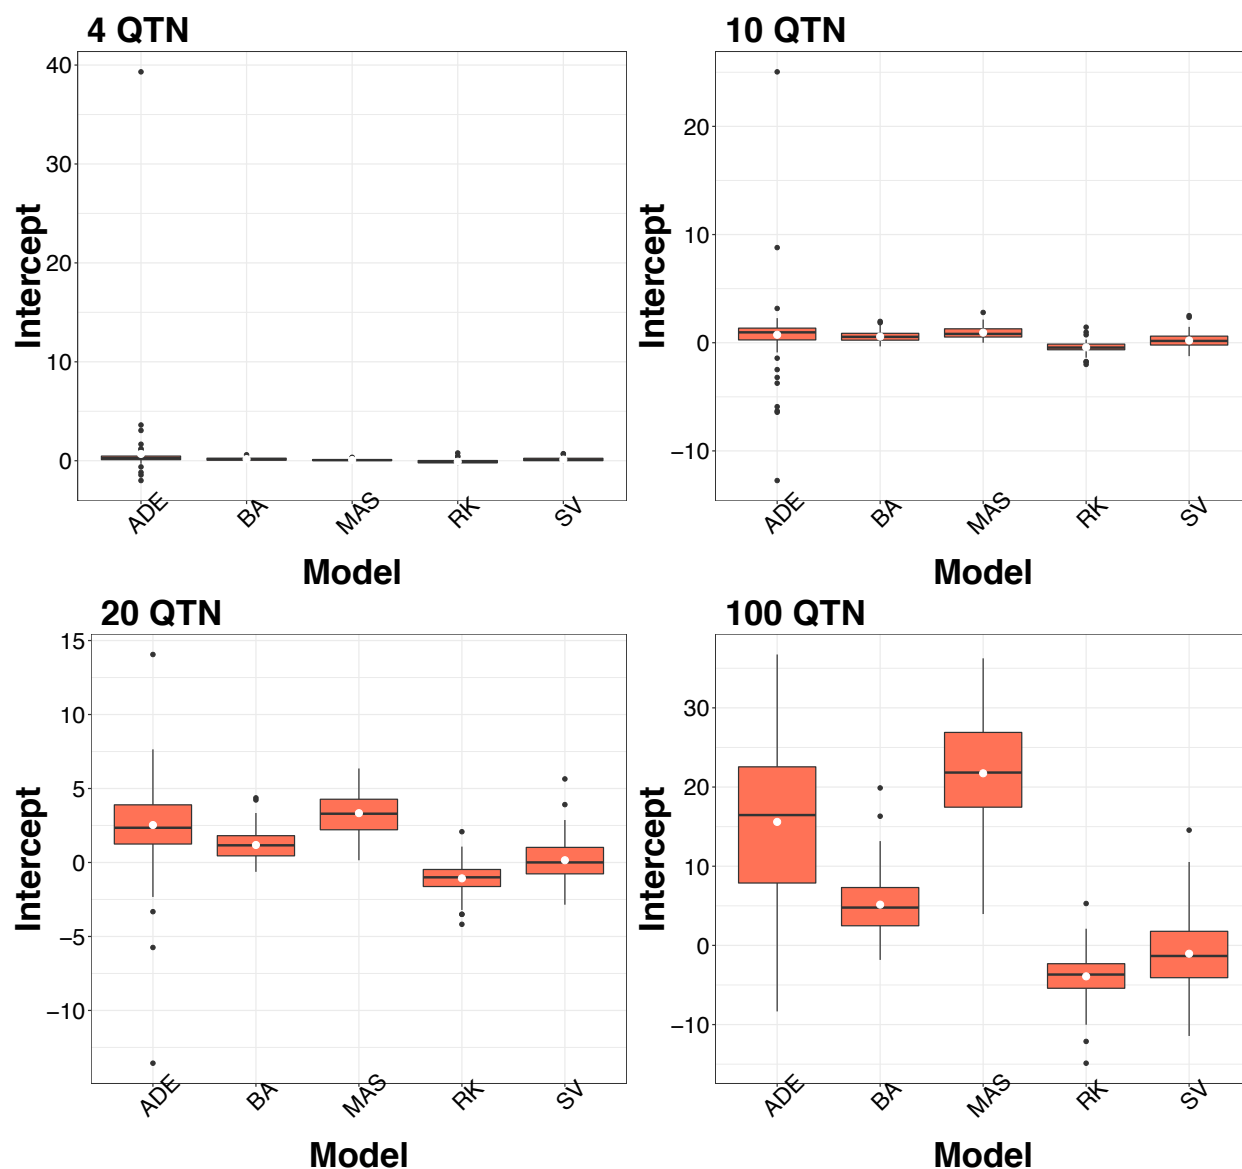 4 QTN
40
30
20
10
0
Intercept
ADE
BA
MAS
RK
SV
Model
10 QTN
20
10
0
−10
Intercept
ADE
BA
MAS
RK
SV
Model
20 QTN
15
10
5
0
−5
−10
Intercept
ADE
BA
MAS
RK
SV
Model
100 QTN
30
20
10
0
−10
Intercept
ADE
BA
MAS
RK
SV
Model